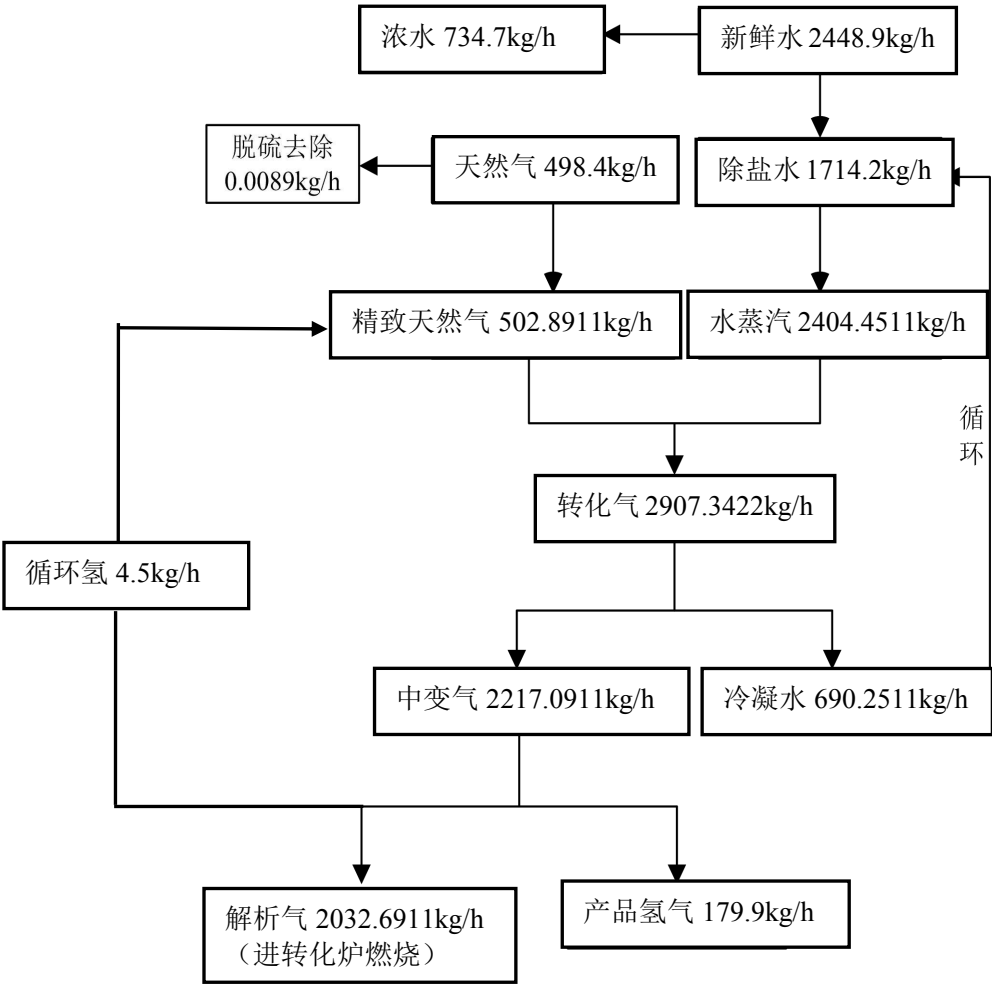 浓水 734.7kg/h
新鲜水 2448.9kg/h
脱硫去除
0.0089kg/h
天然气 498.4kg/h
除盐水 1714.2kg/h
精致天然气 502.8911kg/h
水蒸汽 2404.4511kg/h
循
环
转化气 2907.3422kg/h
循环氢 4.5kg/h
中变气 2217.0911kg/h
冷凝水 690.2511kg/h
解析气 2032.6911kg/h
（进转化炉燃烧）
产品氢气 179.9kg/h